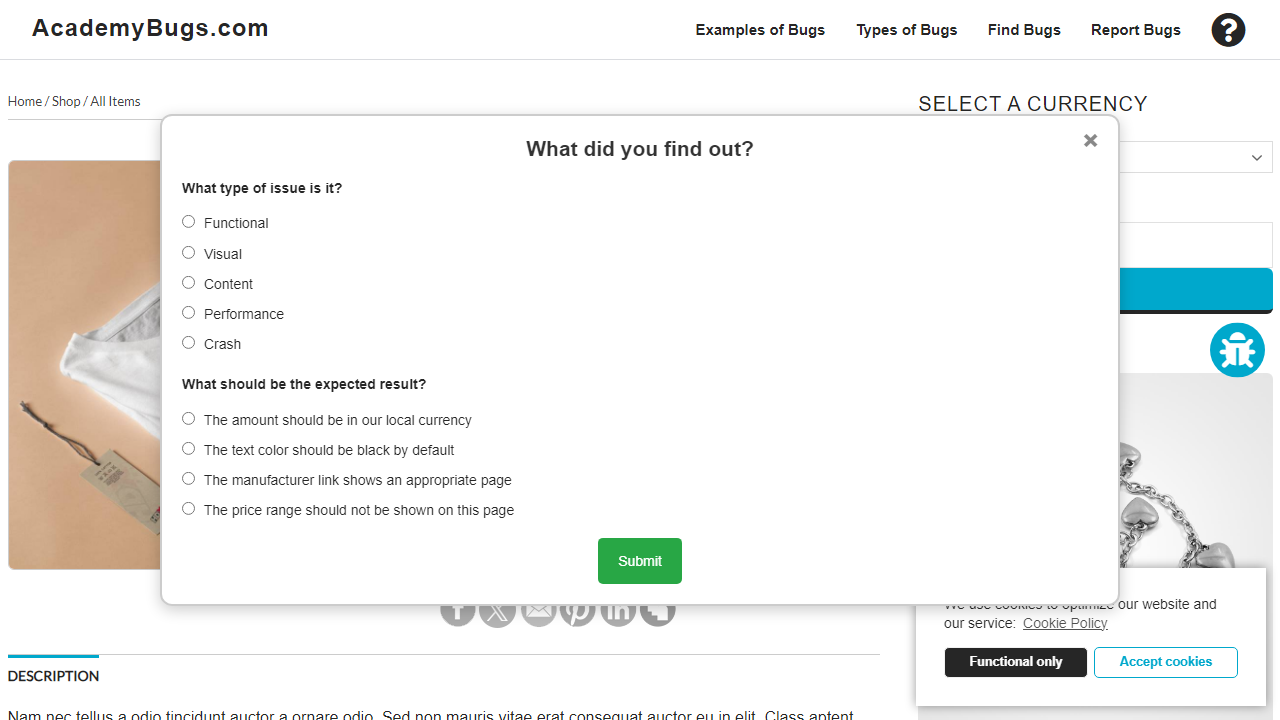 AcademyBugs.com
Examples of Bugs
Types of Bugs
Find Bugs
Report Bugs
Home / Shop / All Items
SELECT A CURRENCY
What did you find out?
What type of issue is it?
Functional
Visual
Content
Performance
Crash
What should be the expected result?
The amount should be in our local currency
The text color should be black by default
The manufacturer link shows an appropriate page
The price range should not be shown on this page
Submit
We use cookies to optimize our website and
our service: Cookie Policy
Functional only
Accept cookies
DESCRIPTION
Nam nec tellus a odio tincidunt auctor a ornare odio. Sed non mauris vitae erat consequat auctor eu in elit. Class aptent